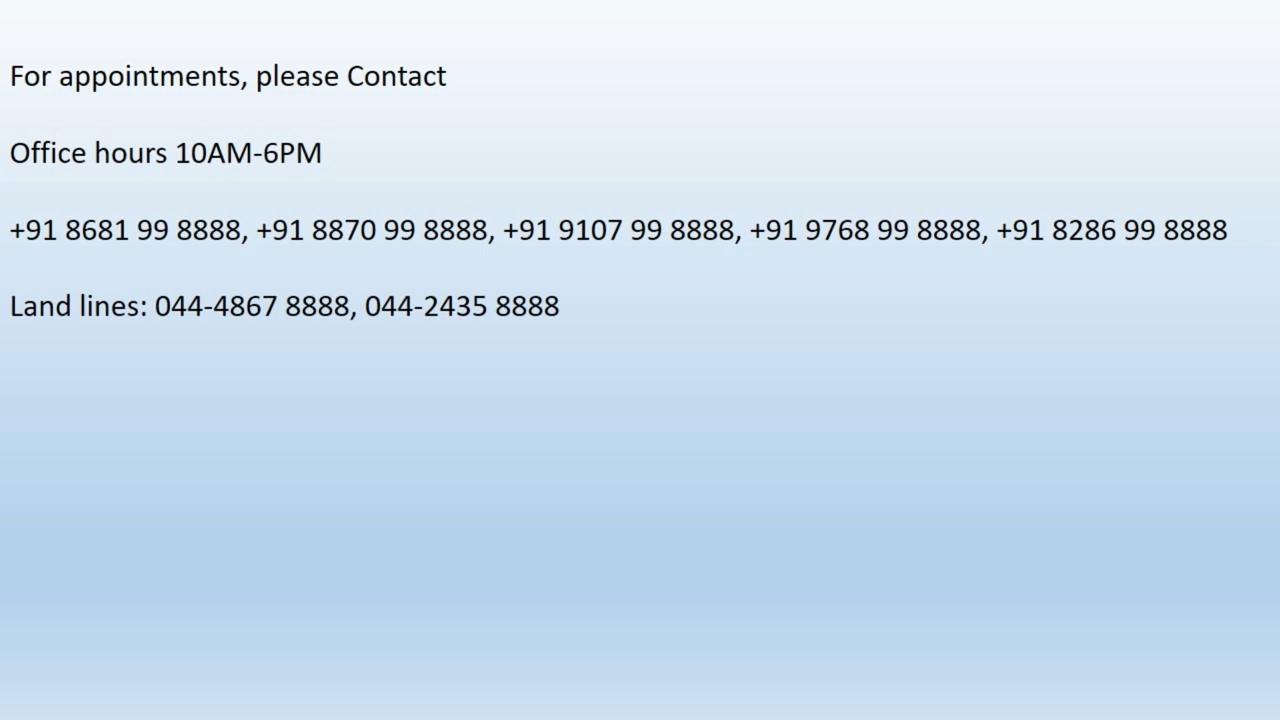 For appointments, please Contact
Office hours 10AM-6PM
+91 8681 99 8888, +91 8870 99 8888, +91 9107 99 8888, +91 9768 99 8888, +91 8286 99 8888
Land lines: 044-4867 8888, 044-2435 8888